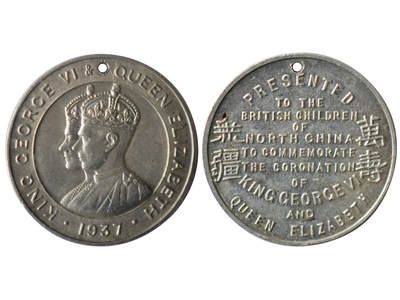 KING GEORGE VI & QUEEN ELIZABETH
· 1937 ·
PRESENTED
TO THE
BRITISH CHILDREN
OF
NORTH CHINA
TO COMMEMORATE
THE CORONATION
OF
KING GEORGE VI
AND
QUEEN ELIZABETH
萬壽
無疆